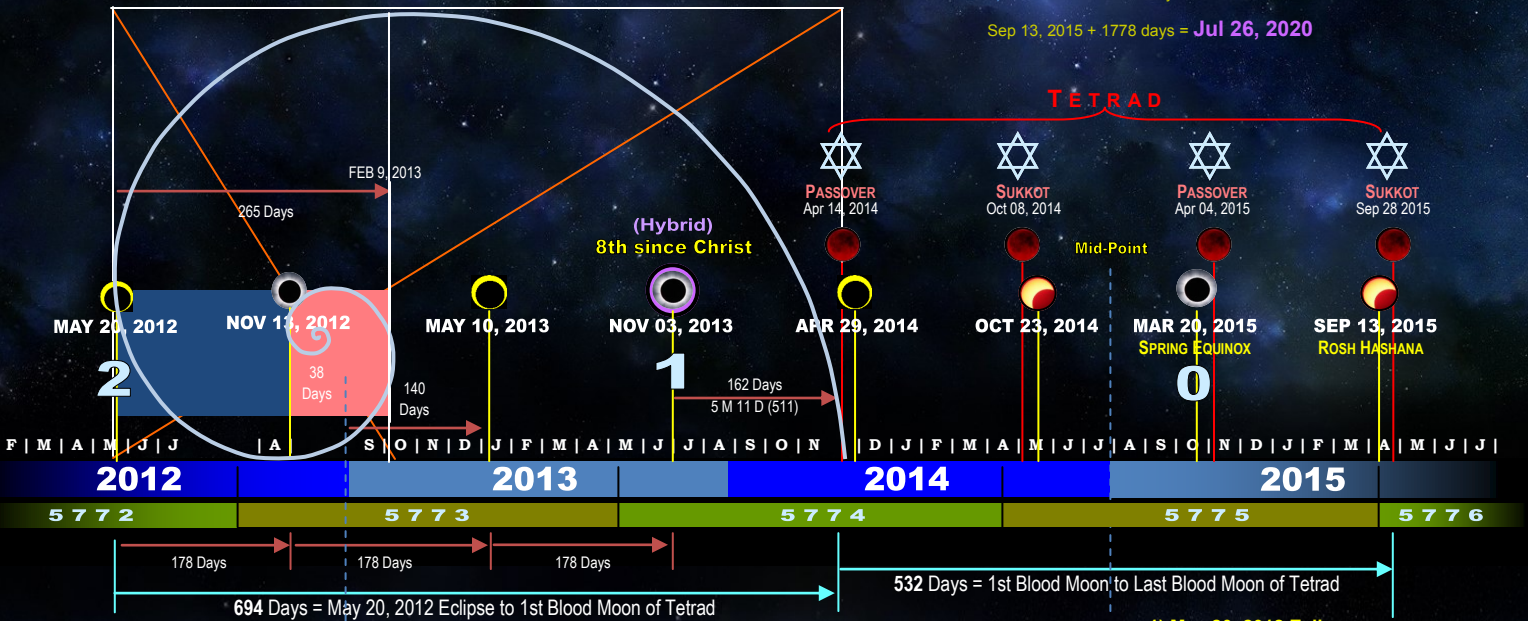 Sep 13, 2015 + 1778 days = Jul 26, 2020
TETRAD
FEB 9, 2013
265 Days
PASSOVER
Apr 14, 2014
SUKKOT
Oct 08, 2014
PASSOVER
Apr 04, 2015
SUKKOT
Sep 28 2015
(Hybrid)
8th since Christ
Mid-Point
MAY 20, 2012
NOV 13, 2012
MAY 10, 2013
NOV 03, 2013
APR 29, 2014
OCT 23, 2014
MAR 20, 2015
SPRING EQUINOX
SEP 13, 2015
ROSH HASHANA
2
1
0
38
Days
140
Days
162 Days
5 M 11 D (511)
F | M | A | M | J | J | A | S | O | N | D | J | F | M | A | M | J | J | A | S | O | N | D | J | F | M | A | M | J | J | A | S | O | N | D | J | F | M | A | M | J | J |
2012 2013 2014 2015
5772 5773 5774 5775 5776
178 Days
178 Days
178 Days
532 Days = 1st Blood Moon to Last Blood Moon of Tetrad
694 Days = May 20, 2012 Eclipse to 1st Blood Moon of Tetrad